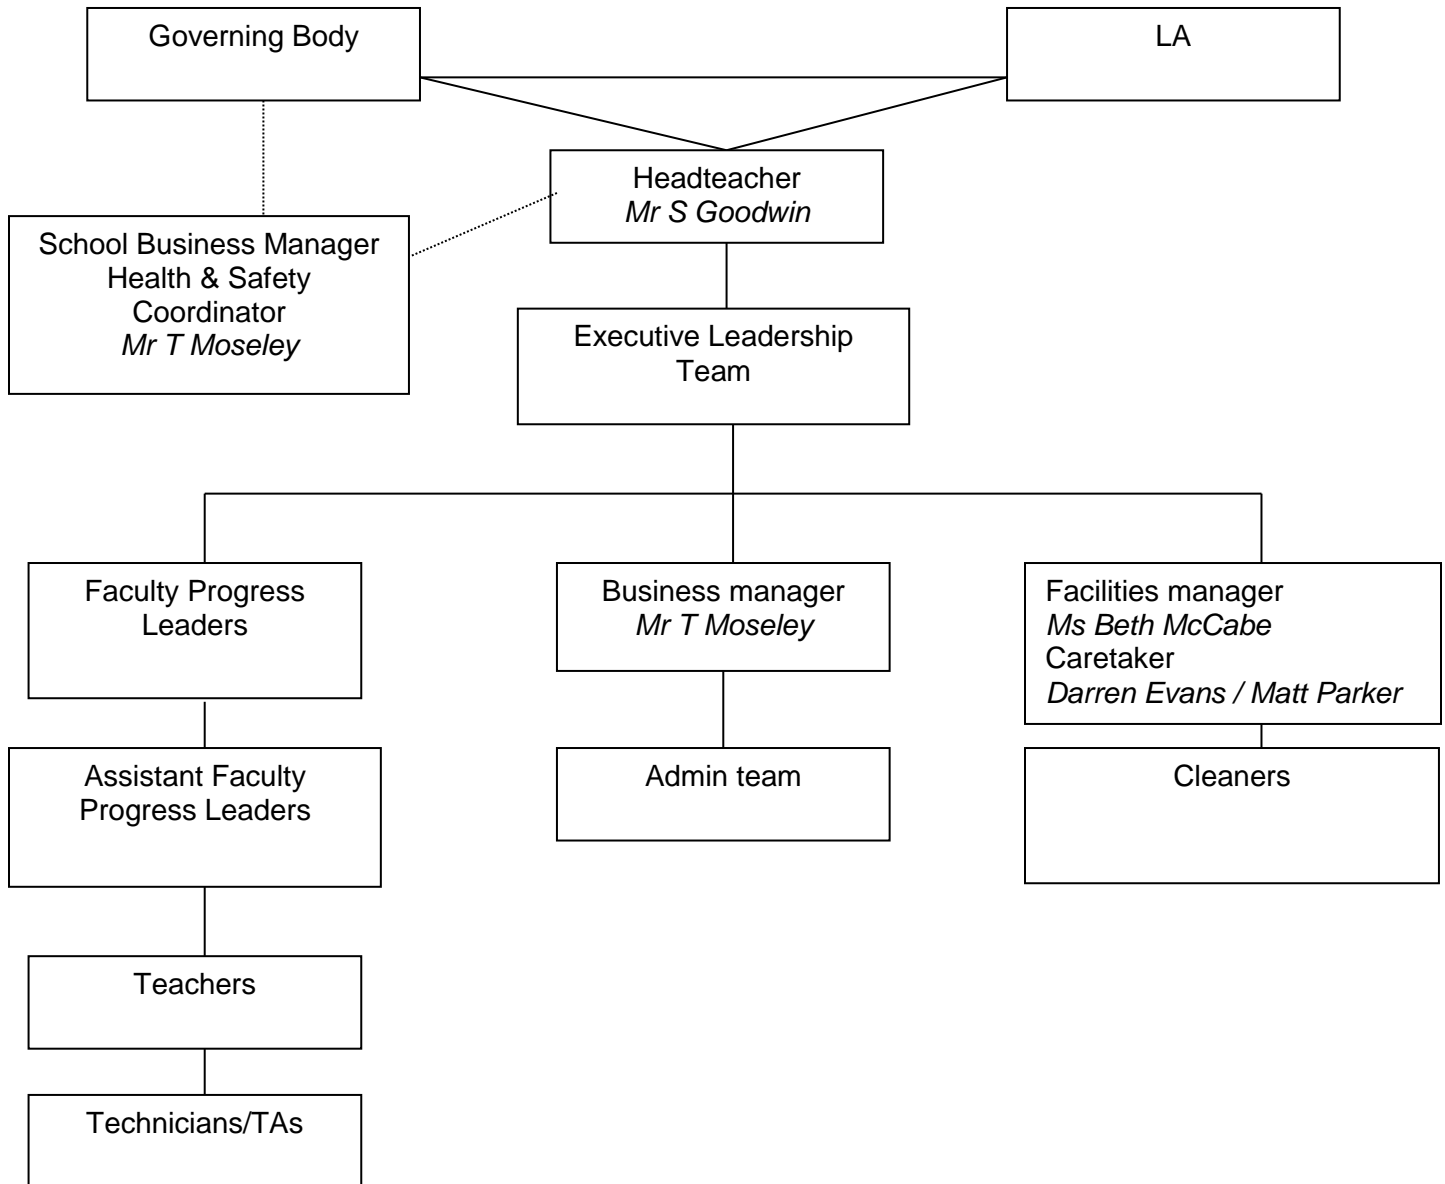 Governing Body
LA
Headteacher
Mr S Goodwin
School Business Manager
Health & Safety
Coordinator
Mr T Moseley
Executive Leadership
Team
Faculty Progress
Leaders
Business manager
Mr T Moseley
Facilities manager
Ms Beth McCabe
Caretaker
Darren Evans / Matt Parker
Assistant Faculty
Progress Leaders
Admin team
Cleaners
Teachers
Technicians/TAs